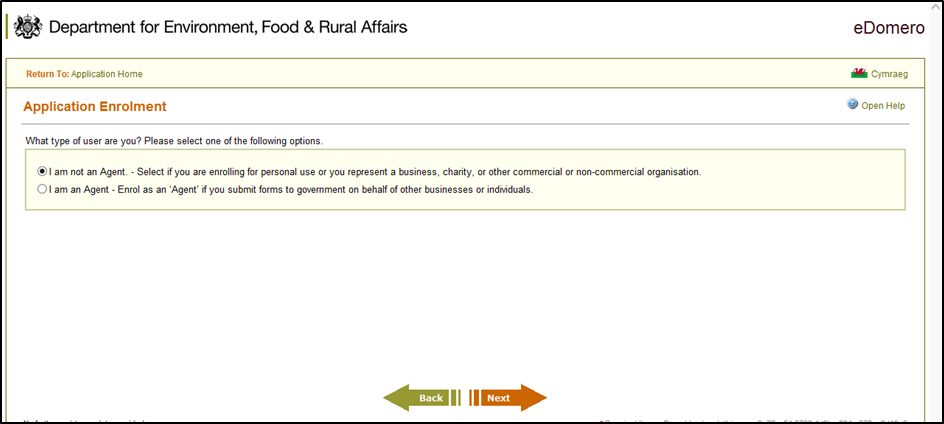 Department for Environment, Food & Rural Affairs
eDomero
Return To: Application Home
Cymraeg
Application Enrolment
Open Help
What type of user are you? Please select one of the following options.
I am not an Agent. - Select if you are enrolling for personal use or you represent a business, charity, or other commercial or non-commercial organisation.
I am an Agent - Enrol as an ‘Agent’ if you submit forms to government on behalf of other businesses or individuals.
Back
Next